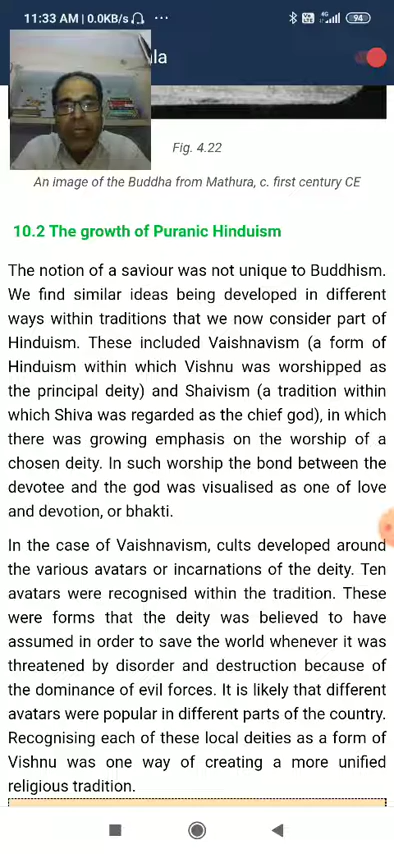 11:33 AM | 0.0KB/s
94
la
Fig. 4.22
An image of the Buddha from Mathura, c. first century CE
10.2 The growth of Puranic Hinduism
The notion of a saviour was not unique to Buddhism.
We find similar ideas being developed in different
ways within traditions that we now consider part of
Hinduism. These included Vaishnavism (a form of
Hinduism within which Vishnu was worshipped as
the principal deity) and Shaivism (a tradition within
which Shiva was regarded as the chief god), in which
there was growing emphasis on the worship of a
chosen deity. In such worship the bond between the
devotee and the god was visualised as one of love
and devotion, or bhakti.
In the case of Vaishnavism, cults developed around
the various avatars or incarnations of the deity. Ten
avatars were recognised within the tradition. These
were forms that the deity was believed to have
assumed in order to save the world whenever it was
threatened by disorder and destruction because of
the dominance of evil forces. It is likely that different
avatars were popular in different parts of the country.
Recognising each of these local deities as a form of
Vishnu was one way of creating a more unified
religious tradition.